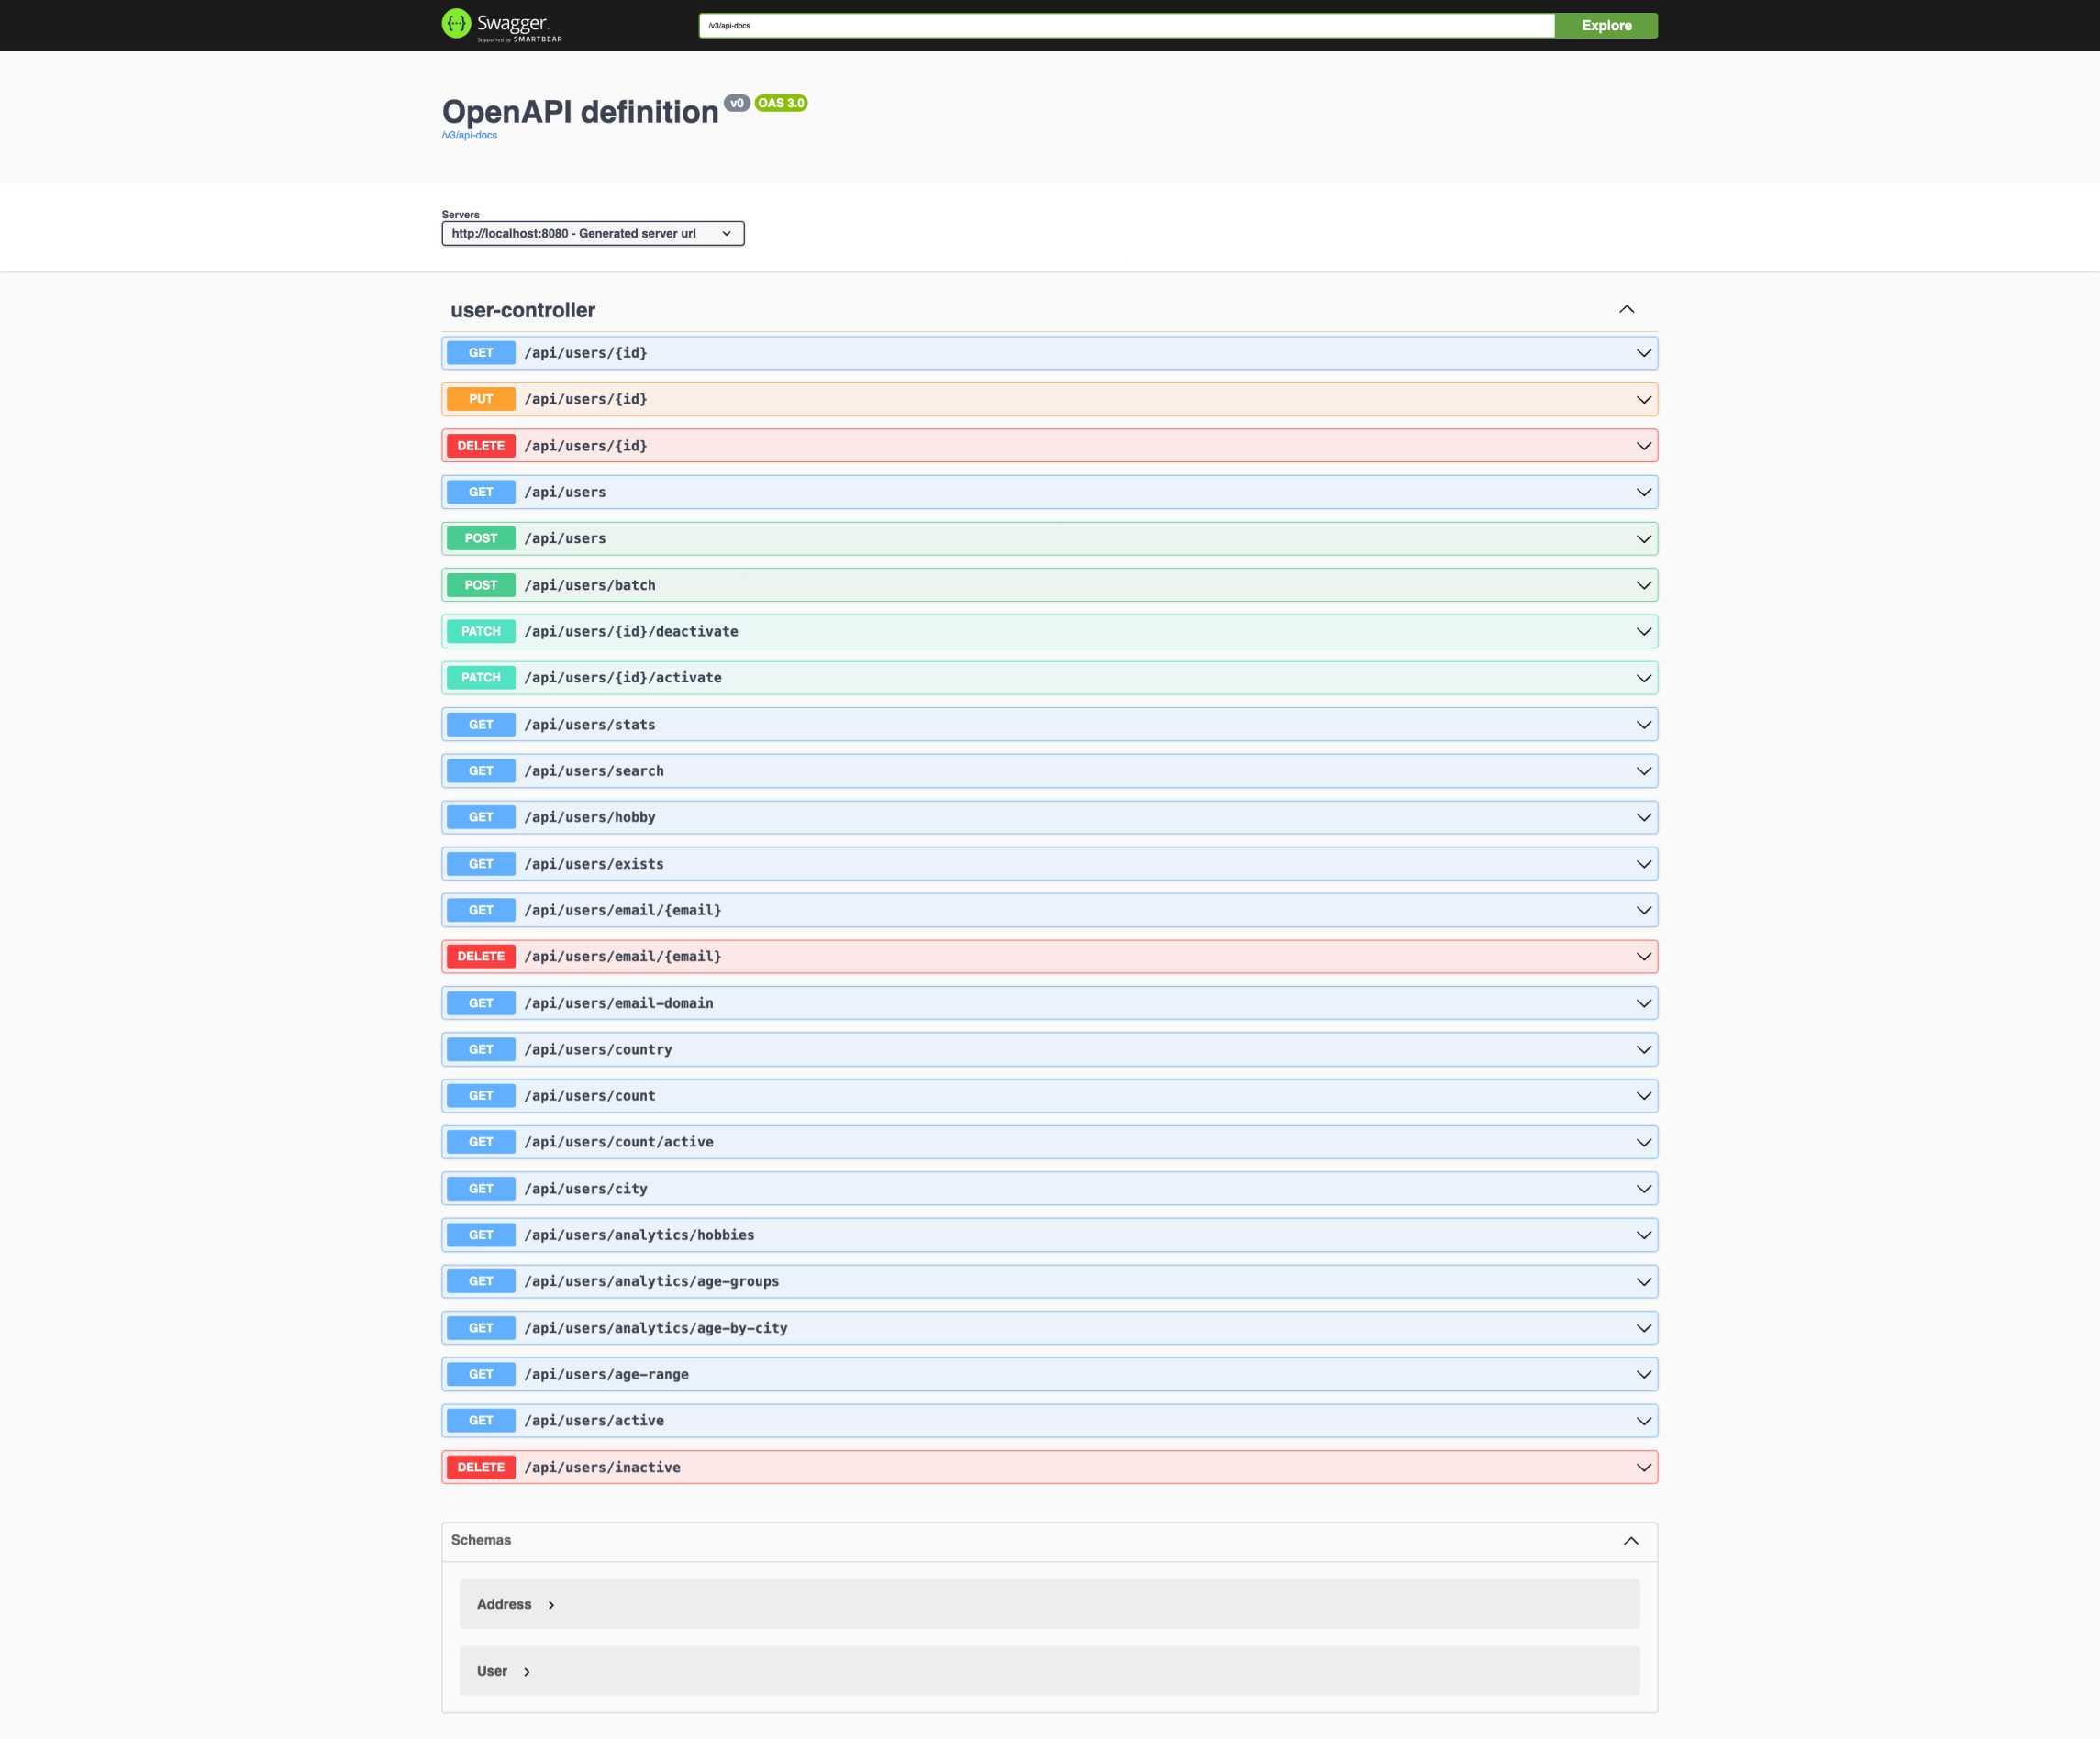 Swagger.
Supported by SMARTBEAR
/v3/api-docs
Explore
OpenAPI definition v0 OAS 3.0
/v3/api-docs
Servers
http://localhost:8080 - Generated server url
user-controller
GET /api/users/{id}
PUT /api/users/{id}
DELETE /api/users/{id}
GET /api/users
POST /api/users
POST /api/users/batch
PATCH /api/users/{id}/deactivate
PATCH /api/users/{id}/activate
GET /api/users/stats
GET /api/users/search
GET /api/users/hobby
GET /api/users/exists
GET /api/users/email/{email}
DELETE /api/users/email/{email}
GET /api/users/email-domain
GET /api/users/country
GET /api/users/count
GET /api/users/count/active
GET /api/users/city
GET /api/users/analytics/hobbies
GET /api/users/analytics/age-groups
GET /api/users/analytics/age-by-city
GET /api/users/age-range
GET /api/users/active
DELETE /api/users/inactive
Schemas
Address
User